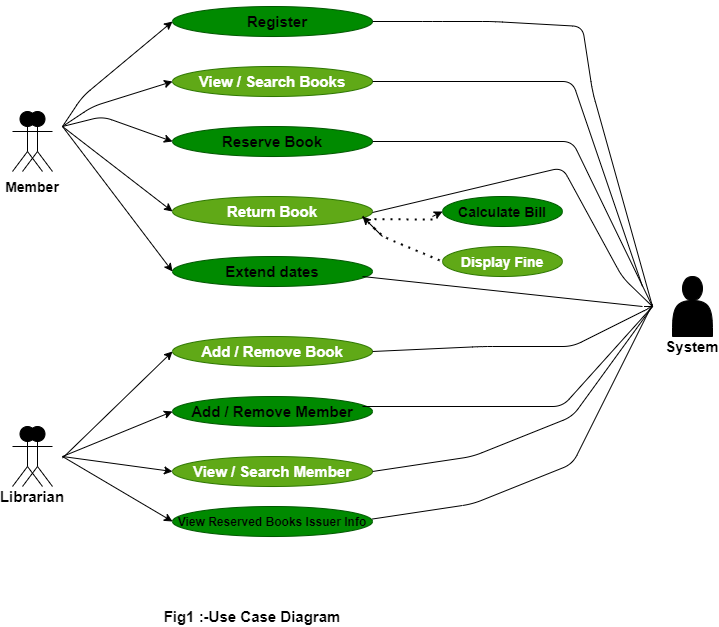 Register
View / Search Books
Reserve Book
Member
Return Book
Calculate Bill
Display Fine
Extend dates
System
Add / Remove Book
Add / Remove Member
View / Search Member
Librarian
View Reserved Books Issuer Info
Fig1 :-Use Case Diagram